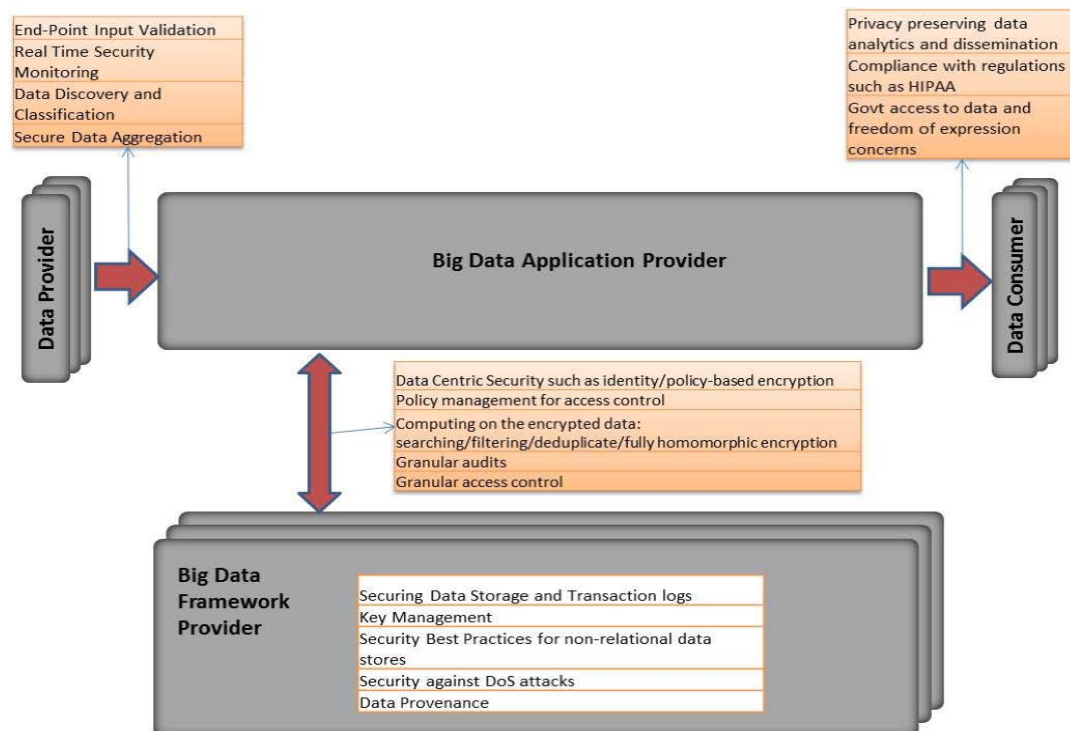 End-Point Input Validation
Real Time Security
Monitoring
Data Discovery and
Classification
Secure Data Aggregation
Privacy preserving data
analytics and dissemination
Compliance with regulations
such as HIPAA
Govt access to data and
freedom of expression
concerns
Data Provider
Big Data Application Provider
Data Consumer
Data Centric Security such as identity/policy-based encryption
Policy management for access control
Computing on the encrypted data:
searching/filtering/deduplicate/fully homomorphic encryption
Granular audits
Granular access control
Big Data
Framework
Provider
Securing Data Storage and Transaction logs
Key Management
Security Best Practices for non-relational data
stores
Security against DoS attacks
Data Provenance